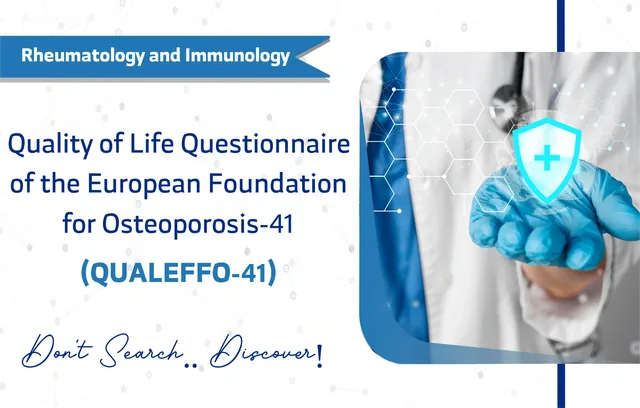 Rheumatology and Immunology
Quality of Life Questionnaire
of the European Foundation
for Osteoporosis-41
(QUALEFFO-41)
Don't Search.. Discover!